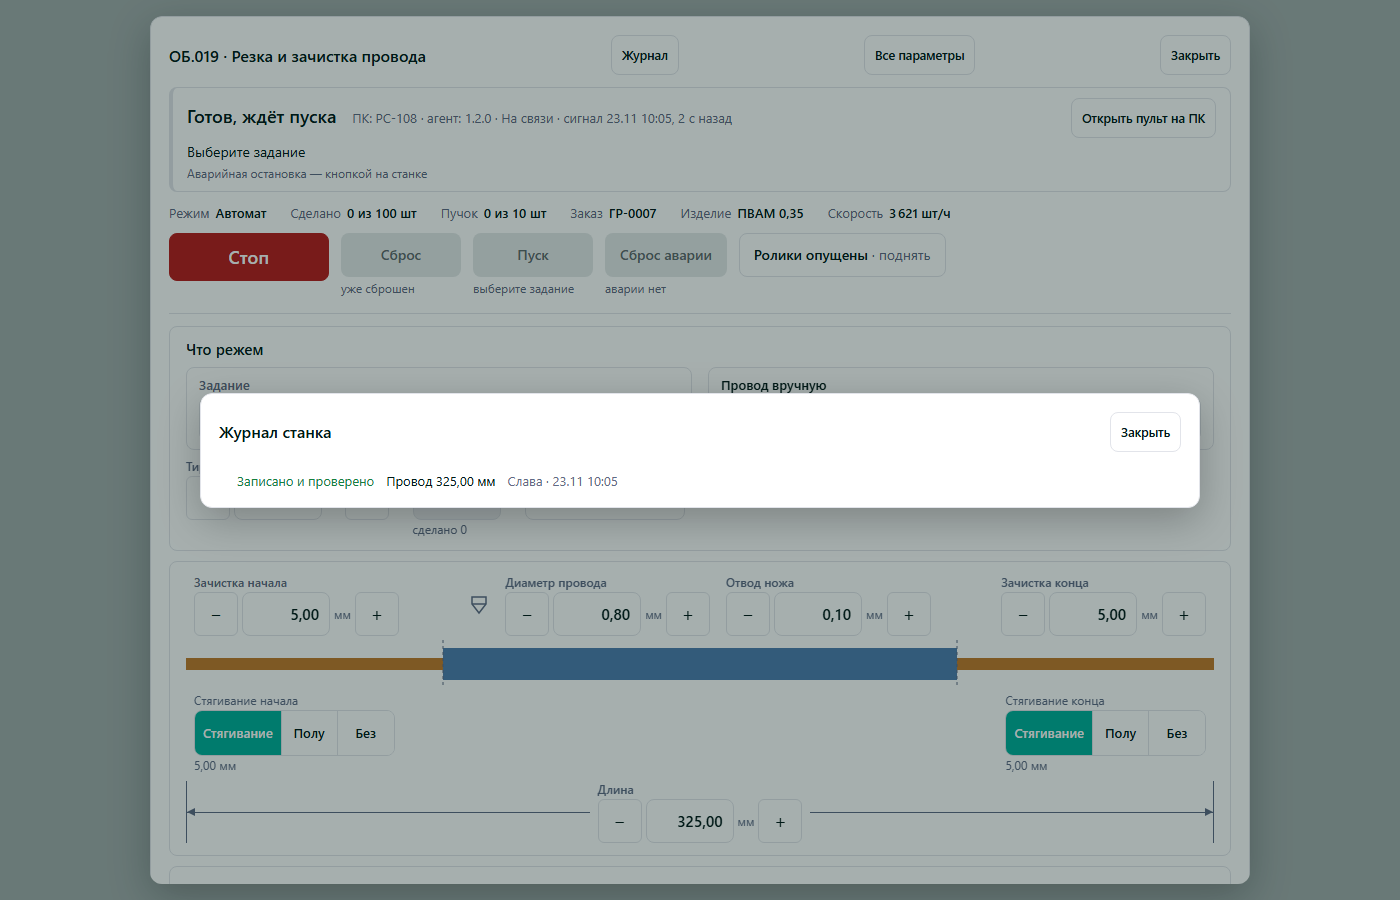 ОБ.019 · Резка и зачистка провода
Журнал
Все параметры
Закрыть
Готов, ждёт пуска
ПК: PC-108 · агент: 1.2.0 · На связи · сигнал 23.11 10:05, 2 с назад
Открыть пульт на ПК
Выберите задание
Аварийная остановка — кнопкой на станке
Режим Автомат
Сделано 0 из 100 шт
Пучок 0 из 10 шт
Заказ ГР-0007
Изделие ПВАМ 0,35
Скорость 3 621 шт/ч
Стоп
Сброс
Пуск
Сброс аварии
Ролики опущены · поднять
уже сброшен
выберите задание
аварии нет
Что режем
Задание
Провод вручную
Журнал станка
Закрыть
Записано и проверено Провод 325,00 мм Слава · 23.11 10:05
сделано 0
Зачистка начала
Диаметр провода
Отвод ножа
Зачистка конца
− 5,00 мм +
− 0,80 мм +
− 0,10 мм +
− 5,00 мм +
Стягивание начала
Стягивание конца
Стягивание Полу Без
Стягивание Полу Без
5,00 мм
5,00 мм
Длина
− 325,00 мм +